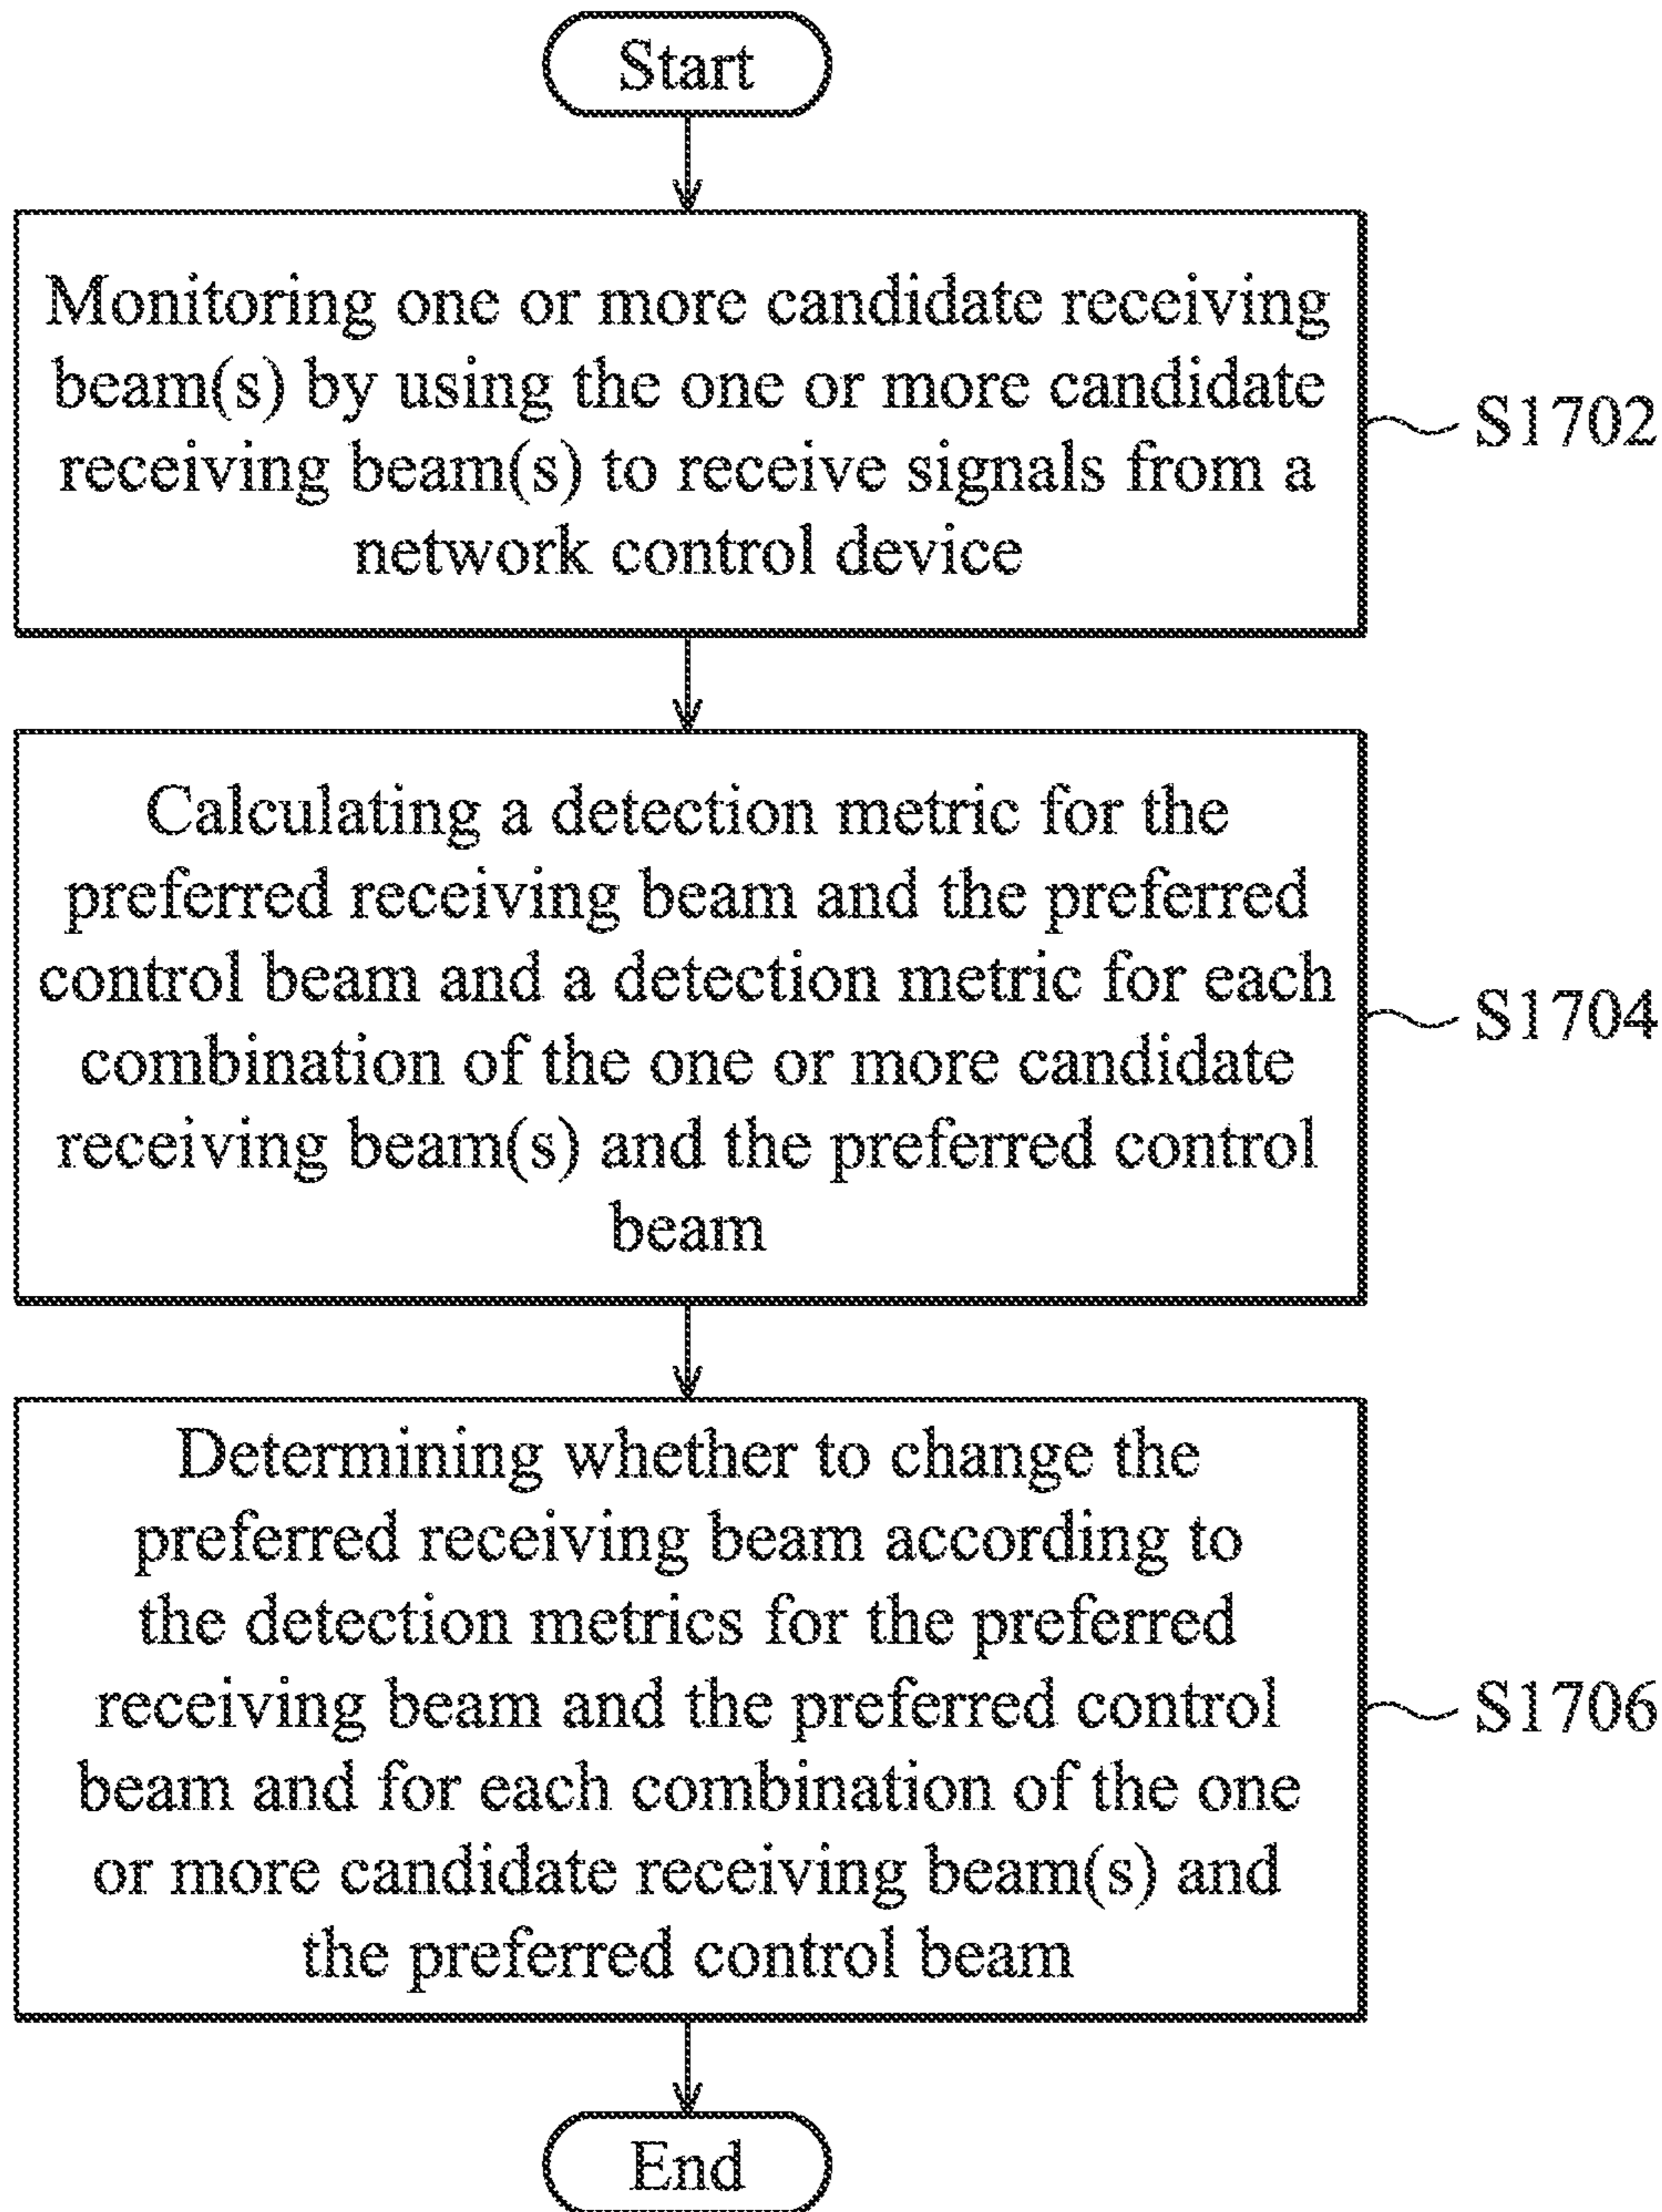 Start
Monitoring one or more candidate receiving
beam(s) by using the one or more candidate
receiving beam(s) to receive signals from a
network control device
S1702
Calculating a detection metric for the
preferred receiving beam and the preferred
control beam and a detection metric for each
combination of the one or more candidate
receiving beam(s) and the preferred control
beam
S1704
Determining whether to change the
preferred receiving beam according to
the detection metrics for the preferred
receiving beam and the preferred control
beam and for each combination of the one
or more candidate receiving beam(s) and
the preferred control beam
S1706
End